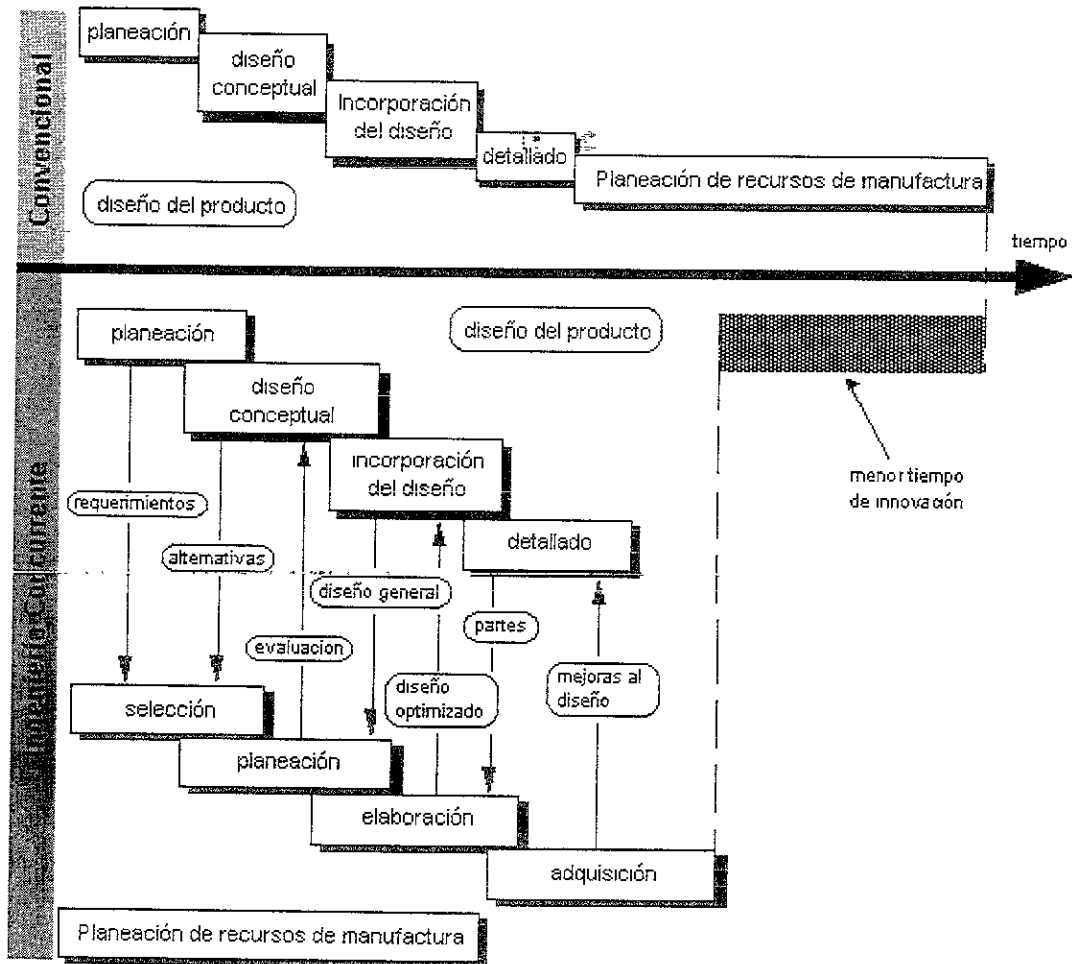 Convencional
planeación
diseño
conceptual
Incorporación
del diseño
detallado
Planeación de recursos de manufactura
diseño del producto
tiempo
planeación
diseño del producto
diseño
conceptual
incorporación
del diseño
menor tiempo
de innovación
requerimientos
detallado
alternativas
diseño general
partes
evaluacion
mejoras al
diseño
diseño
optimizado
selección
planeación
elaboración
adquisición
Planeación de recursos de manufactura